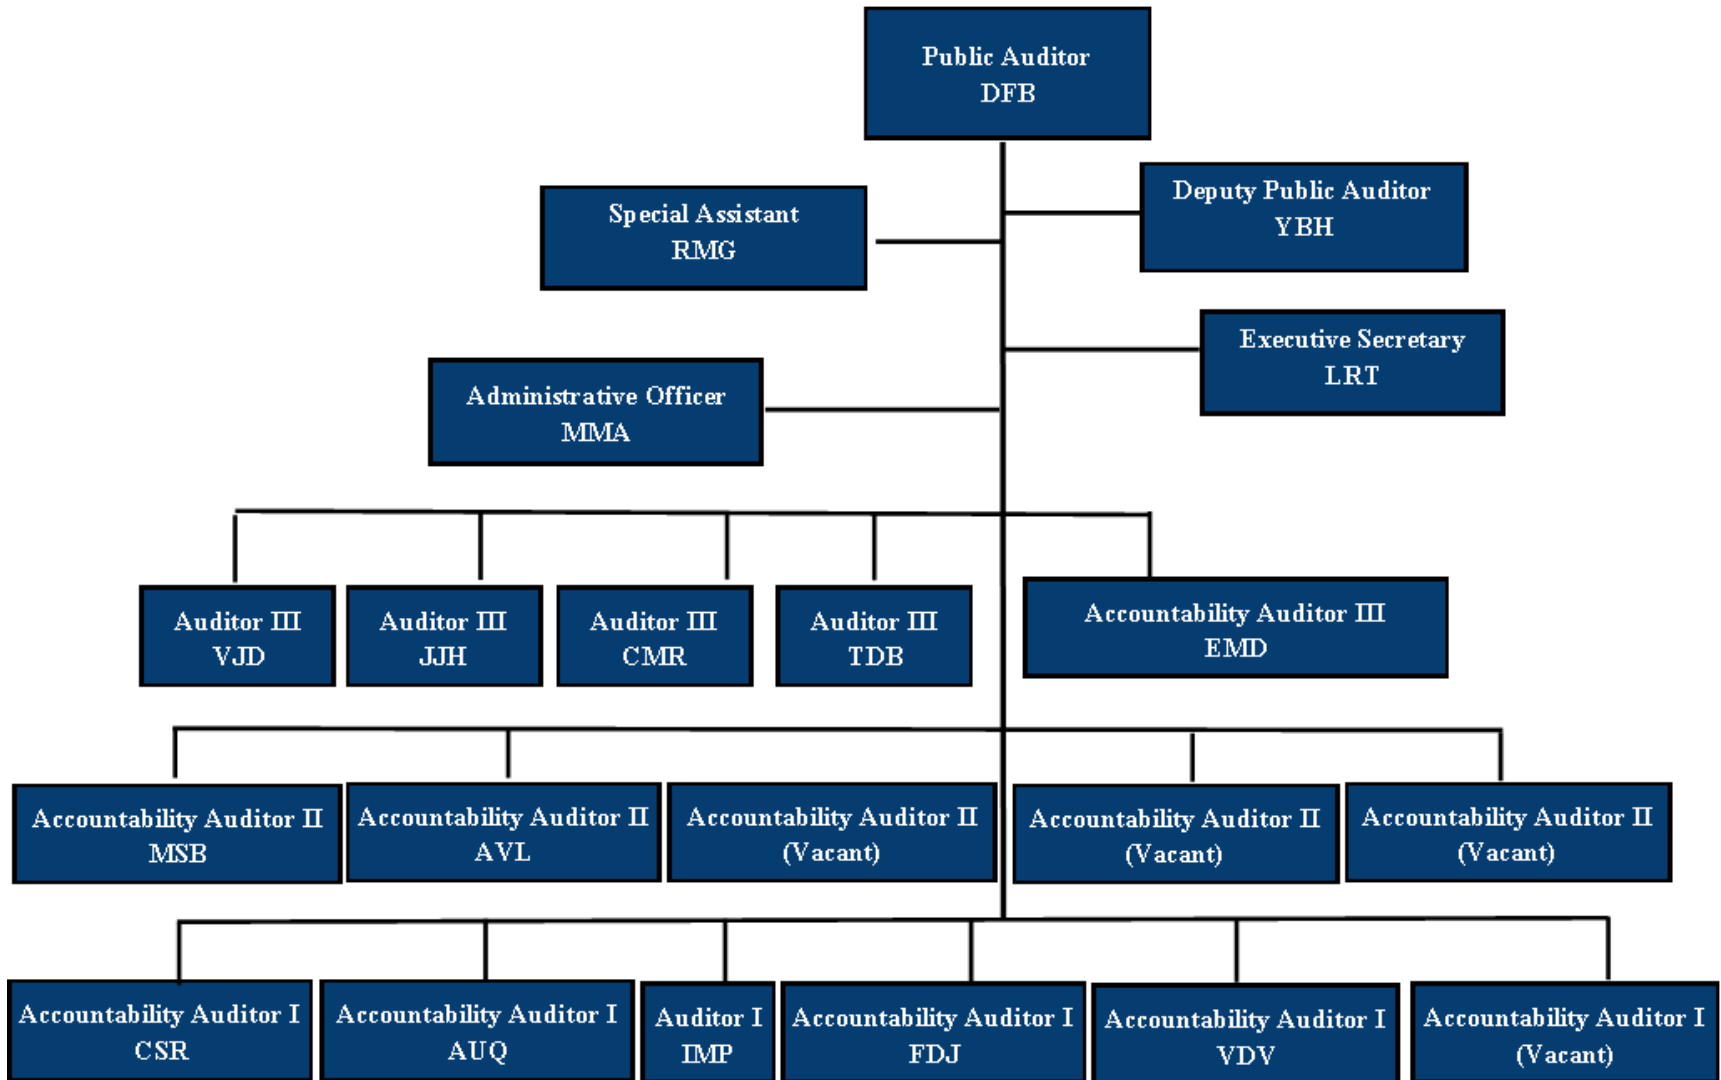 Public Auditor
DFB
Deputy Public Auditor
YBH
Special Assistant
RMG
Executive Secretary
LRT
Administrative Officer
MMA
Auditor III
VJD
Auditor III
JJH
Auditor III
CMR
Auditor III
TDB
Accountability Auditor III
EMD
Accountability Auditor II
MSB
Accountability Auditor II
AVL
Accountability Auditor II
(Vacant)
Accountability Auditor II
(Vacant)
Accountability Auditor II
(Vacant)
Accountability Auditor I
CSR
Accountability Auditor I
AUQ
Auditor I
IMP
Accountability Auditor I
FDJ
Accountability Auditor I
VDV
Accountability Auditor I
(Vacant)